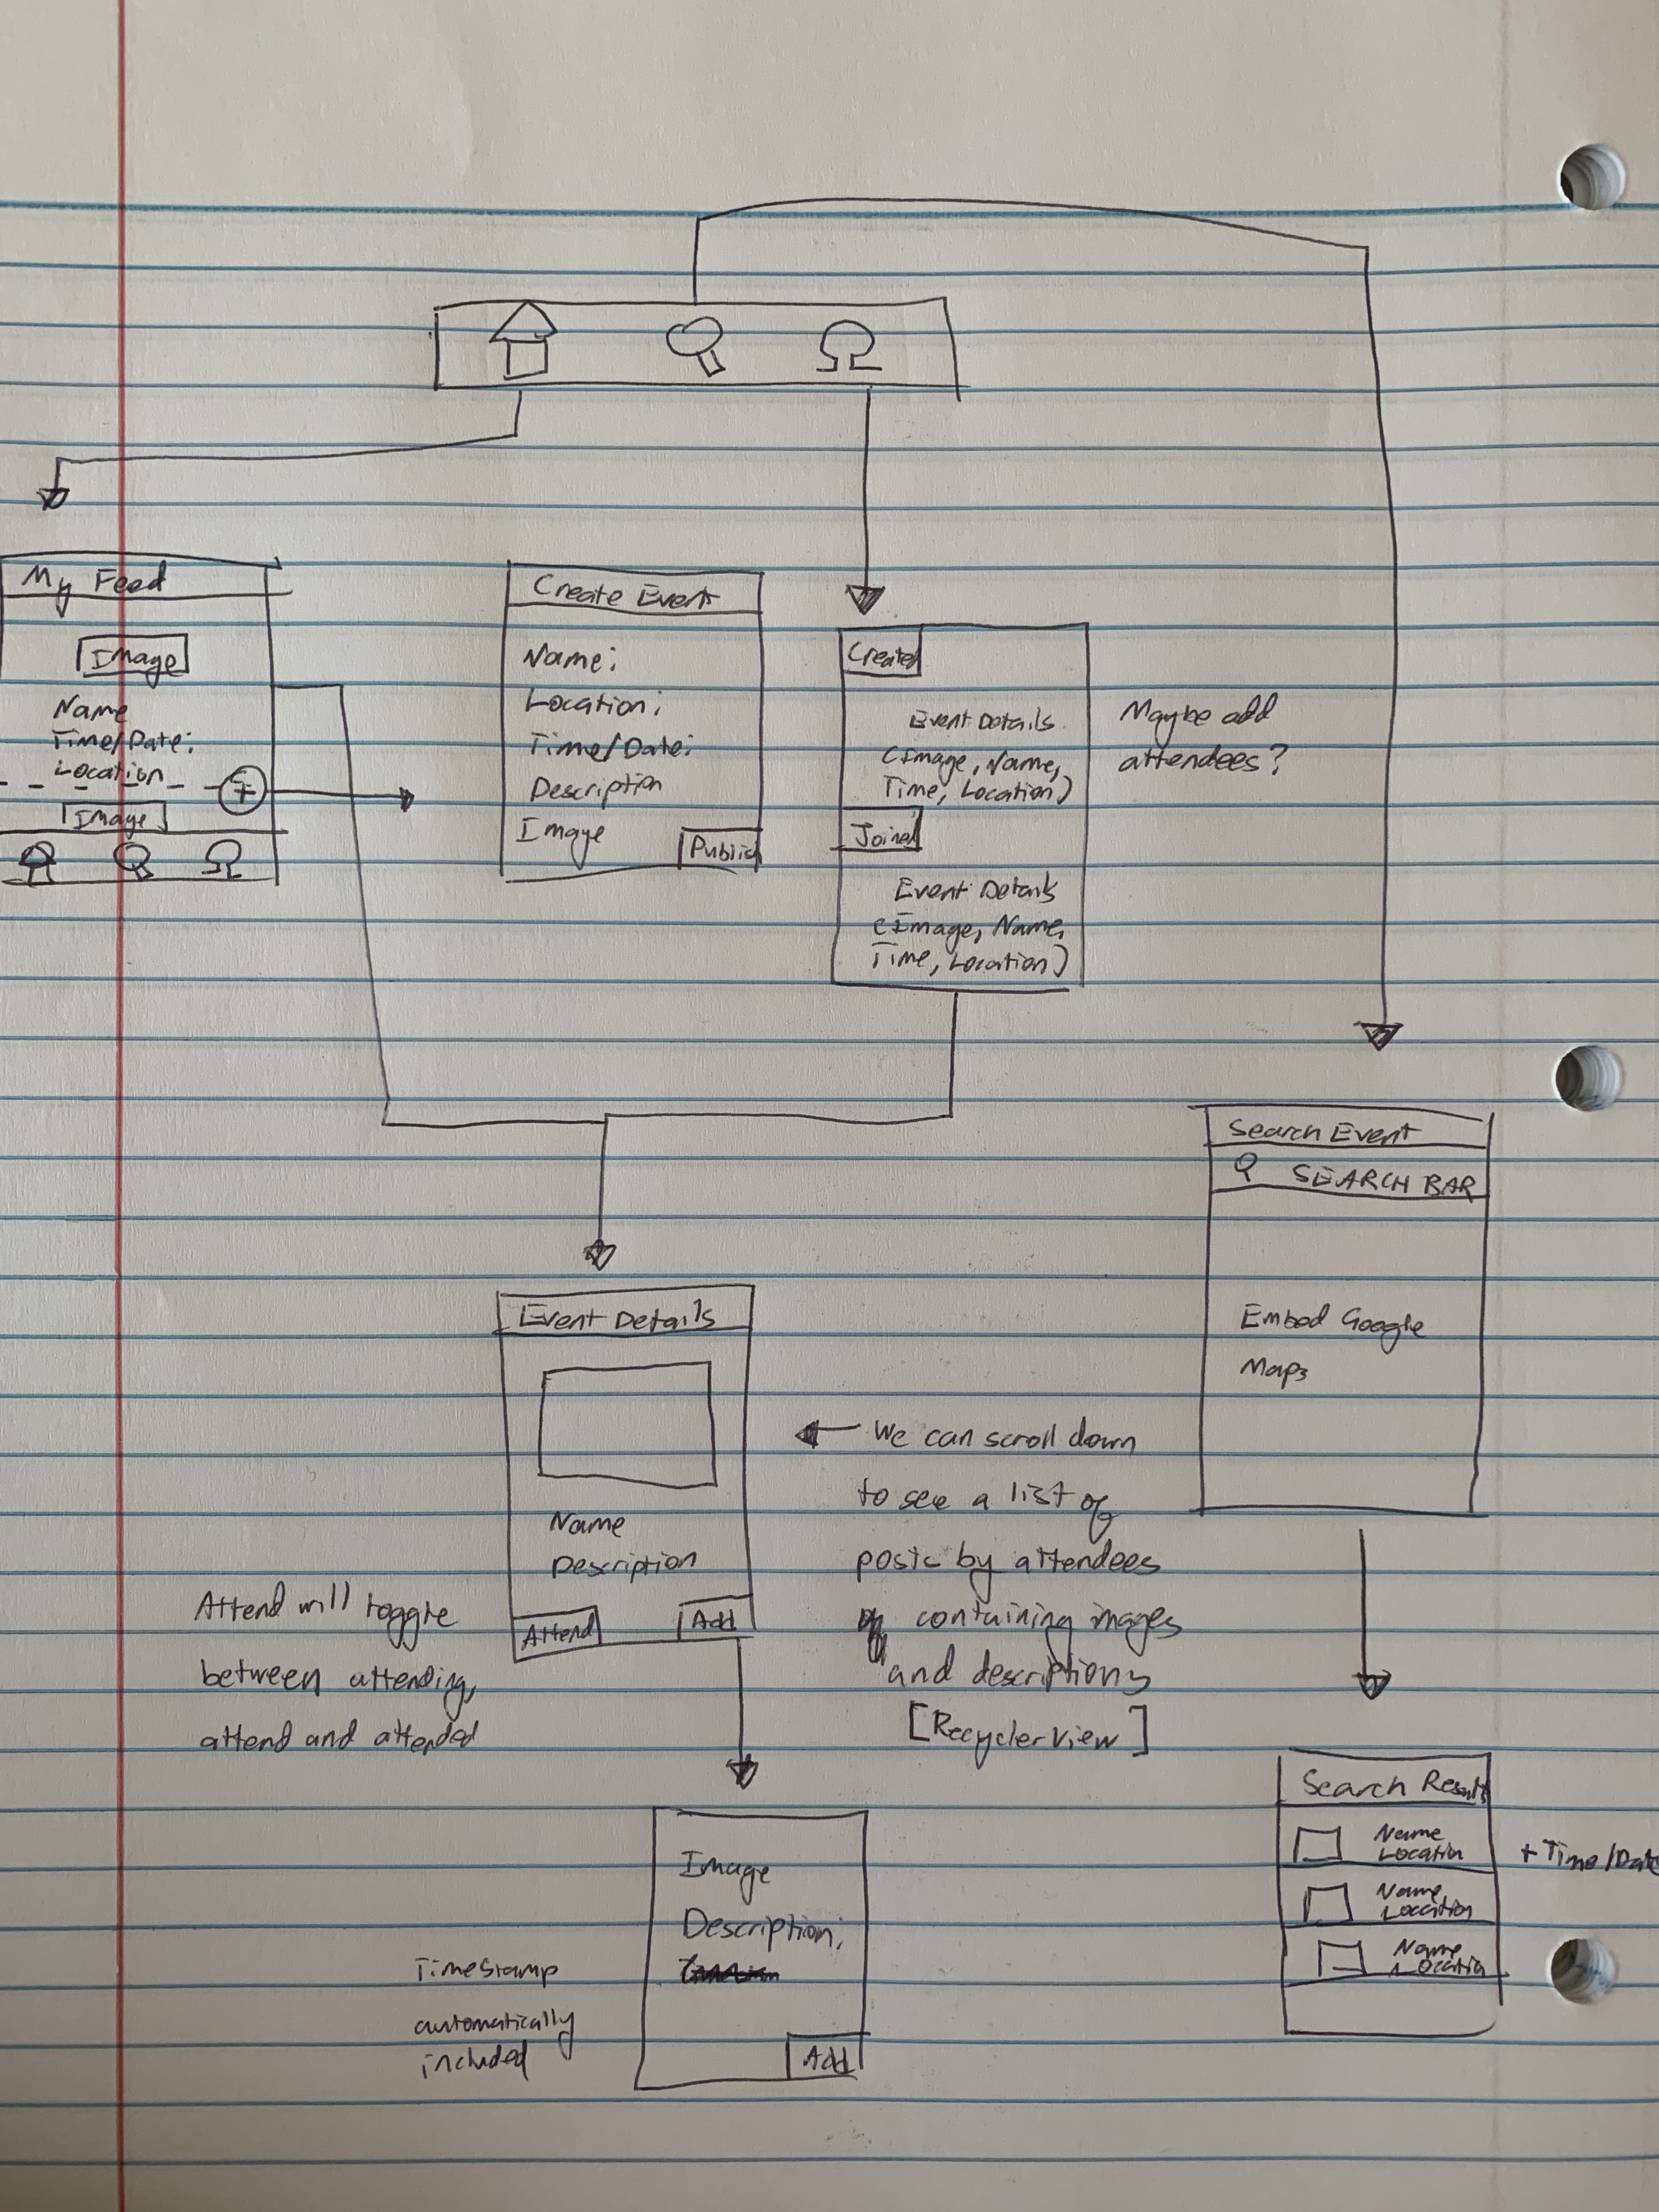 My Feed
Image
Name
Time/Date:
Location
+
Image
Create Event
Name:
Location:
Time/Date:
Description
Image
Publish
Created
Event Details
(Image, Name,
Time, Location)
Joined
Event Details
(Image, Name,
Time, Location)
Maybe add
attendees?
Search Event
SEARCH BAR
Embed Google
Maps
Event Details
Name
Description
Attend
Add
We can scroll down
to see a list of
posts by attendees
containing images
and descriptions
[RecyclerView]
Attend will toggle
between attending,
attend and attended
Image
Description:
Add
Timestamp
automatically
included
Search Results
Name
Location
+ Time/Date
Name
Location
Name
Location